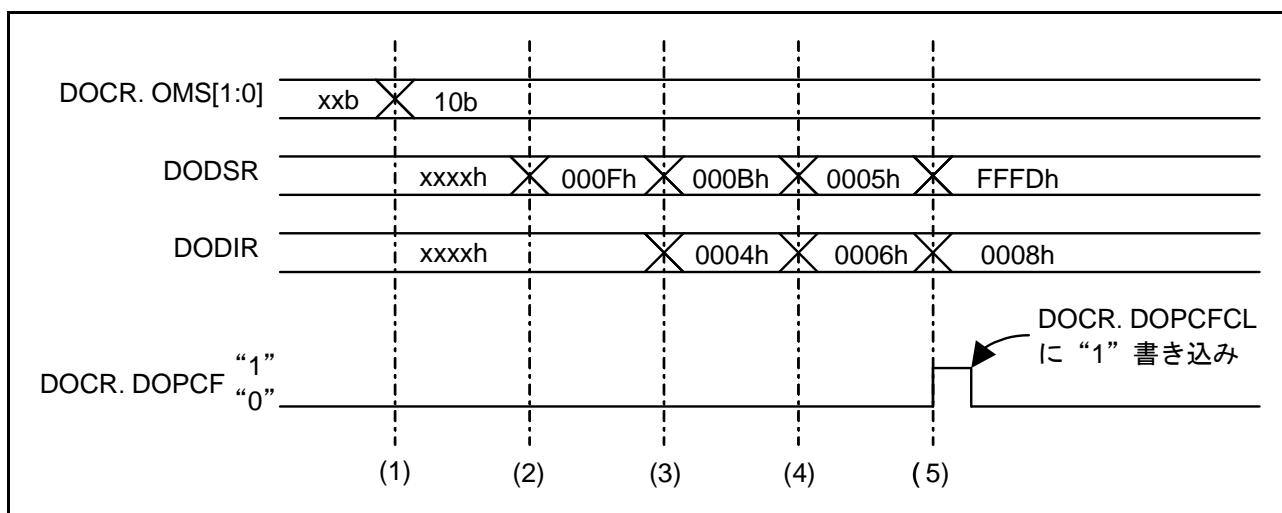 DOCR. OMS[1:0]
xxb
10b
DODSR
xxxxh
000Fh
000Bh
0005h
FFFDh
DODIR
xxxxh
0004h
0006h
0008h
DOCR. DOPCFCL
に “1” 書き込み
DOCR. DOPCF
“1”
“0”
(1)
(2)
(3)
(4)
(5)